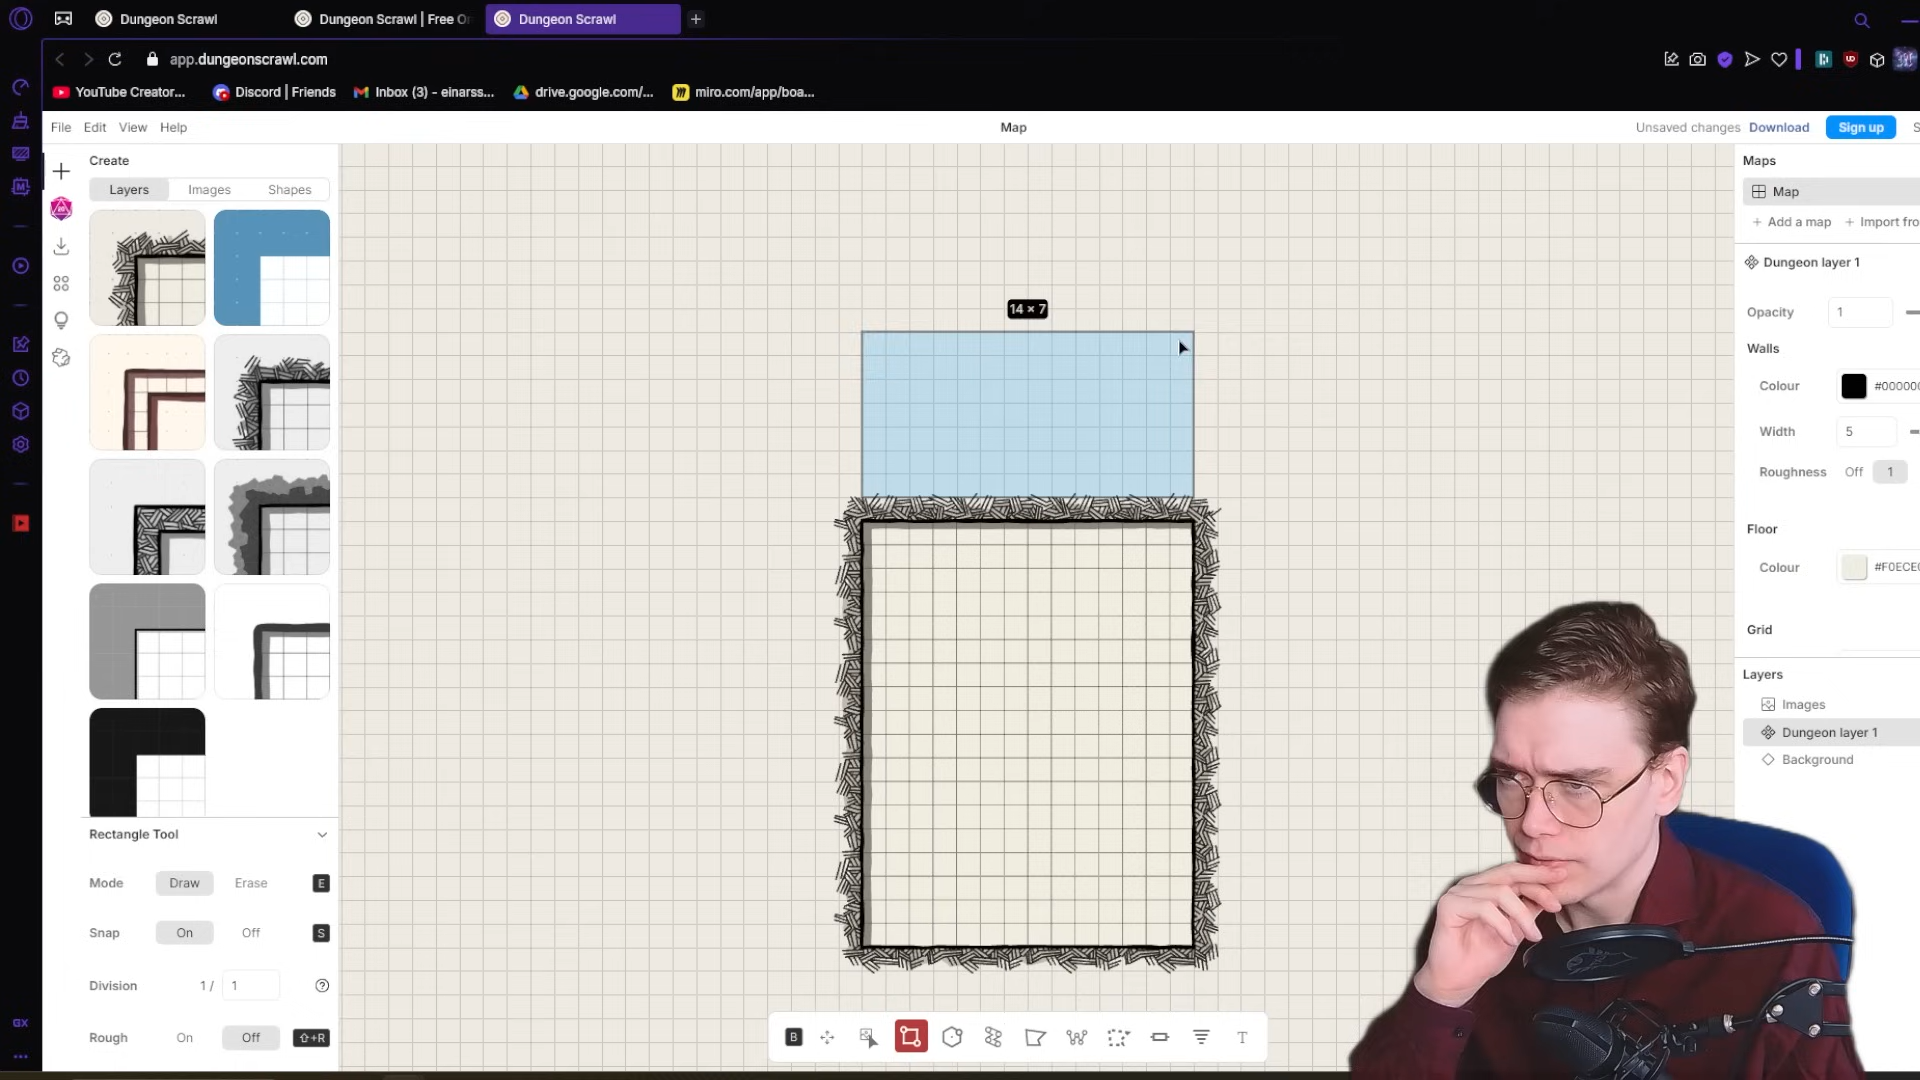 Dungeon Scrawl
Dungeon Scrawl | Free O
Dungeon Scrawl
app.dungeonscrawl.com
YouTube Creator...
Discord | Friends
Inbox (3) - einarss...
drive.google.com/...
miro.com/app/boa...
File
Edit
View
Help
Map
Unsaved changes
Download
Sign up
Create
Layers
Images
Shapes
Maps
Map
+ Add a map
+ Import fro
Dungeon layer 1
Opacity
1
Walls
Colour
#000000
Width
5
Roughness
Off
1
Floor
Colour
#F0ECE0
Grid
Layers
Images
Dungeon layer 1
Background
14 × 7
Rectangle Tool
Mode
Draw
Erase
E
Snap
On
Off
S
Division
1 /
1
Rough
On
Off
⇧+R
B
T
GX